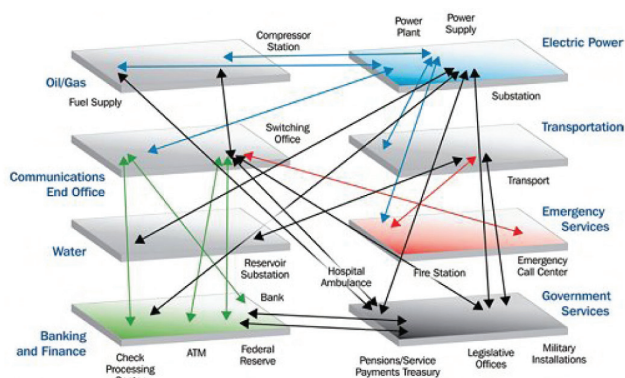 Compressor
Station
Power
Plant
Power
Supply
Electric Power
Oil/Gas
Fuel Supply
Substation
Switching
Office
Transportation
Communications
End Office
Transport
Emergency
Services
Water
Reservoir
Substation
Hospital
Ambulance
Fire Station
Emergency
Call Center
Bank
Government
Services
Banking
and Finance
Check
Processing
ATM
Federal
Reserve
Pensions/Service
Payments Treasury
Legislative
Offices
Military
Installations